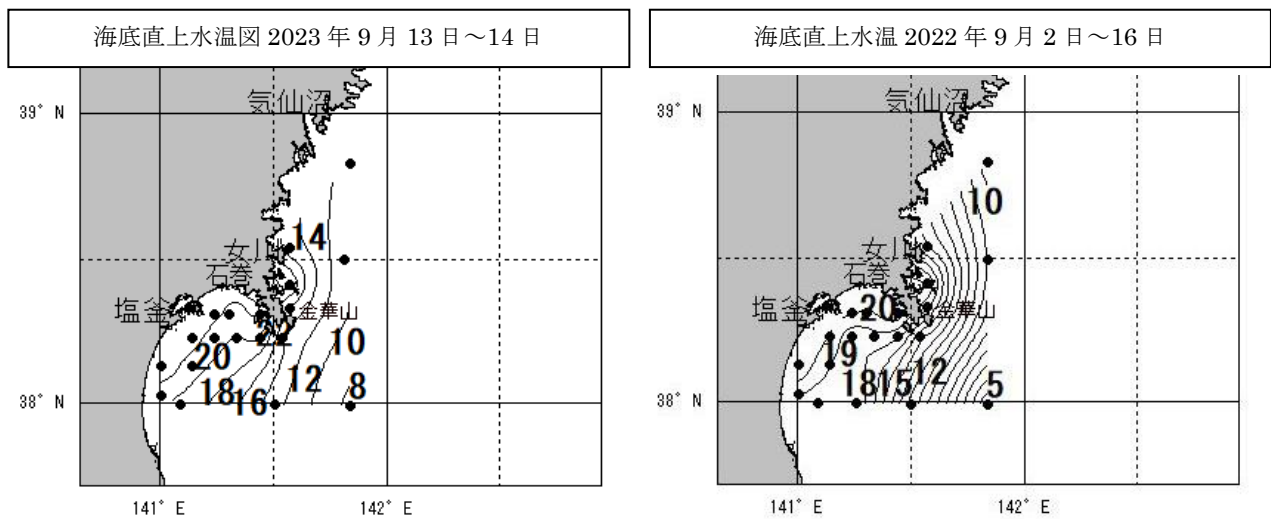 海底直上水温図 2023 年 9 月 13 日～14 日
39° N
気仙沼
14
女川
石巻
塩釜
金華山
22
20
10
18
12
16
8
38° N
141° E
142° E
海底直上水温 2022 年 9 月 2 日～16 日
39° N
気仙沼
10
女川
石巻
塩釜
20
金華山
19
18
15
12
5
38° N
141° E
142° E